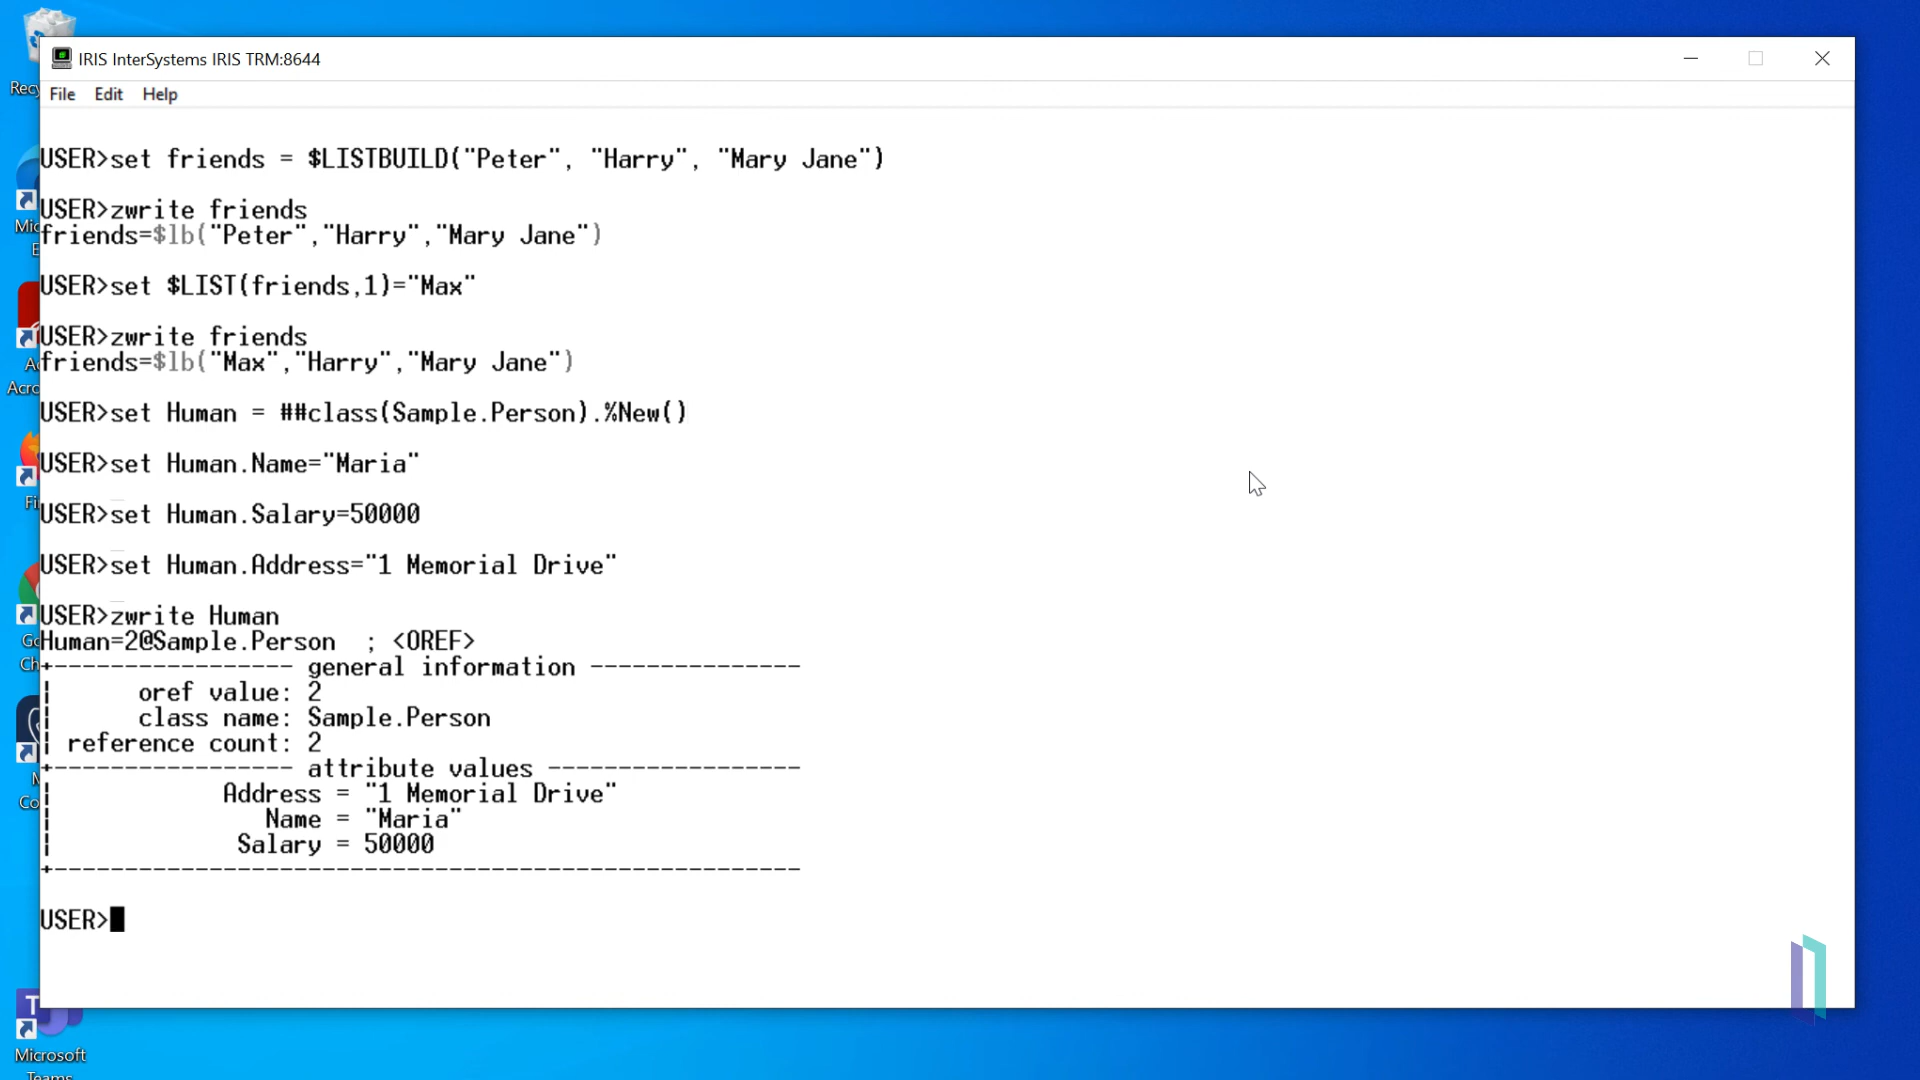 IRIS InterSystems IRIS TRM:8644
File Edit Help
USER>set friends = $LISTBUILD("Peter", "Harry", "Mary Jane")
USER>zwrite friends
friends=$lb("Peter","Harry","Mary Jane")
USER>set $LIST(friends,1)="Max"
USER>zwrite friends
friends=$lb("Max","Harry","Mary Jane")
USER>set Human = ##class(Sample.Person).%New()
USER>set Human.Name="Maria"
USER>set Human.Salary=50000
USER>set Human.Address="1 Memorial Drive"
USER>zwrite Human
Human=2@Sample.Person  ; <OREF>
+----------------- general information ---------------
|      oref value: 2
|      class name: Sample.Person
| reference count: 2
+----------------- attribute values ------------------
|            Address = "1 Memorial Drive"
|               Name = "Maria"
|             Salary = 50000
+-----------------------------------------------------
USER>
Microsoft
Teams